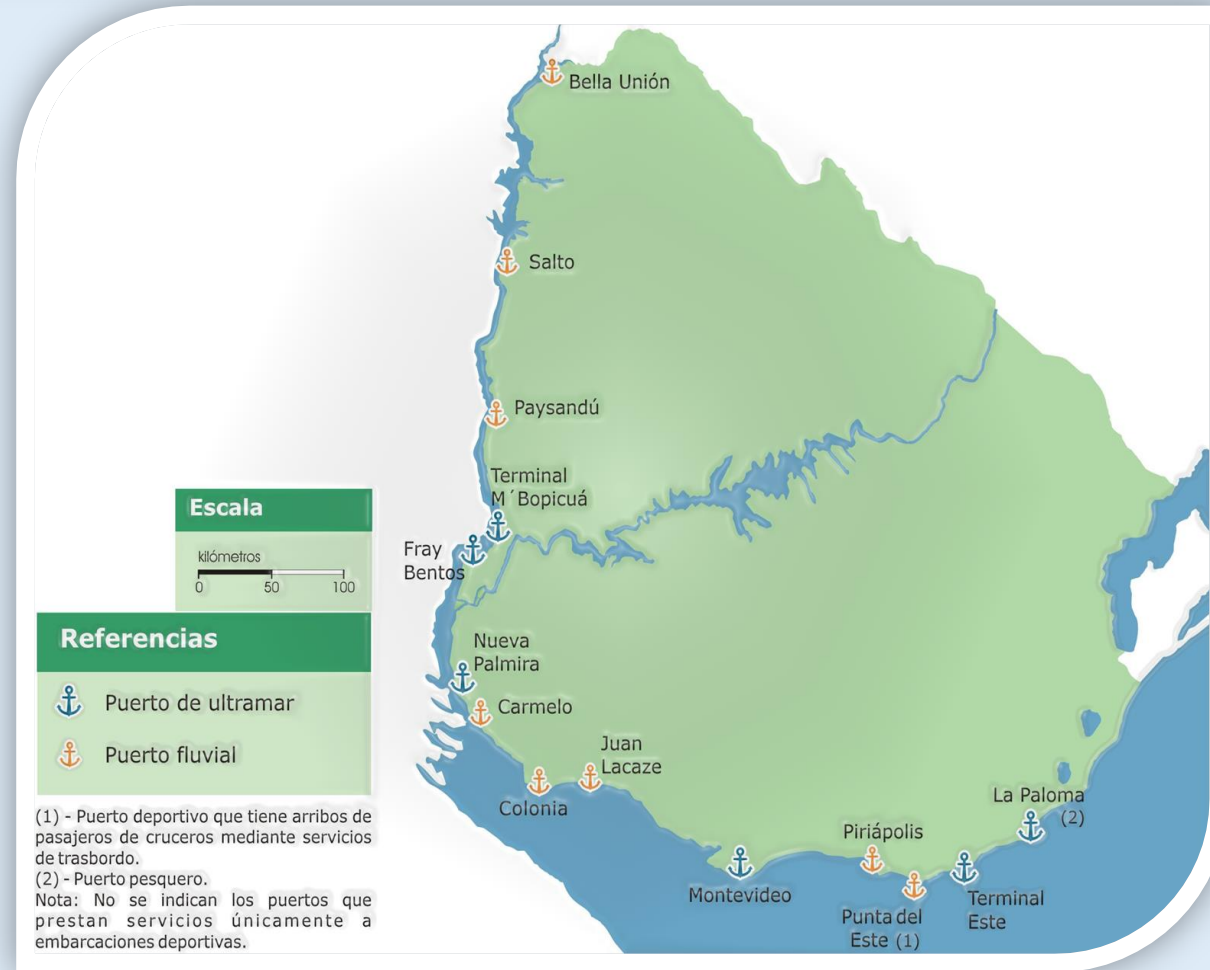 Bella Unión
Salto
Paysandú
Terminal
M´Bopicuá
Fray
Bentos
Escala
kilómetros
0 50 100
Referencias
Puerto de ultramar
Puerto fluvial
Nueva
Palmira
Carmelo
Juan
Lacaze
Colonia
Montevideo
Piriápolis
Punta del
Este (1)
Terminal
Este
La Paloma
(2)
(1) - Puerto deportivo que tiene arribos de
pasajeros de cruceros mediante servicios
de trasbordo.
(2) - Puerto pesquero.
Nota: No se indican los puertos que
prestan servicios únicamente a
embarcaciones deportivas.